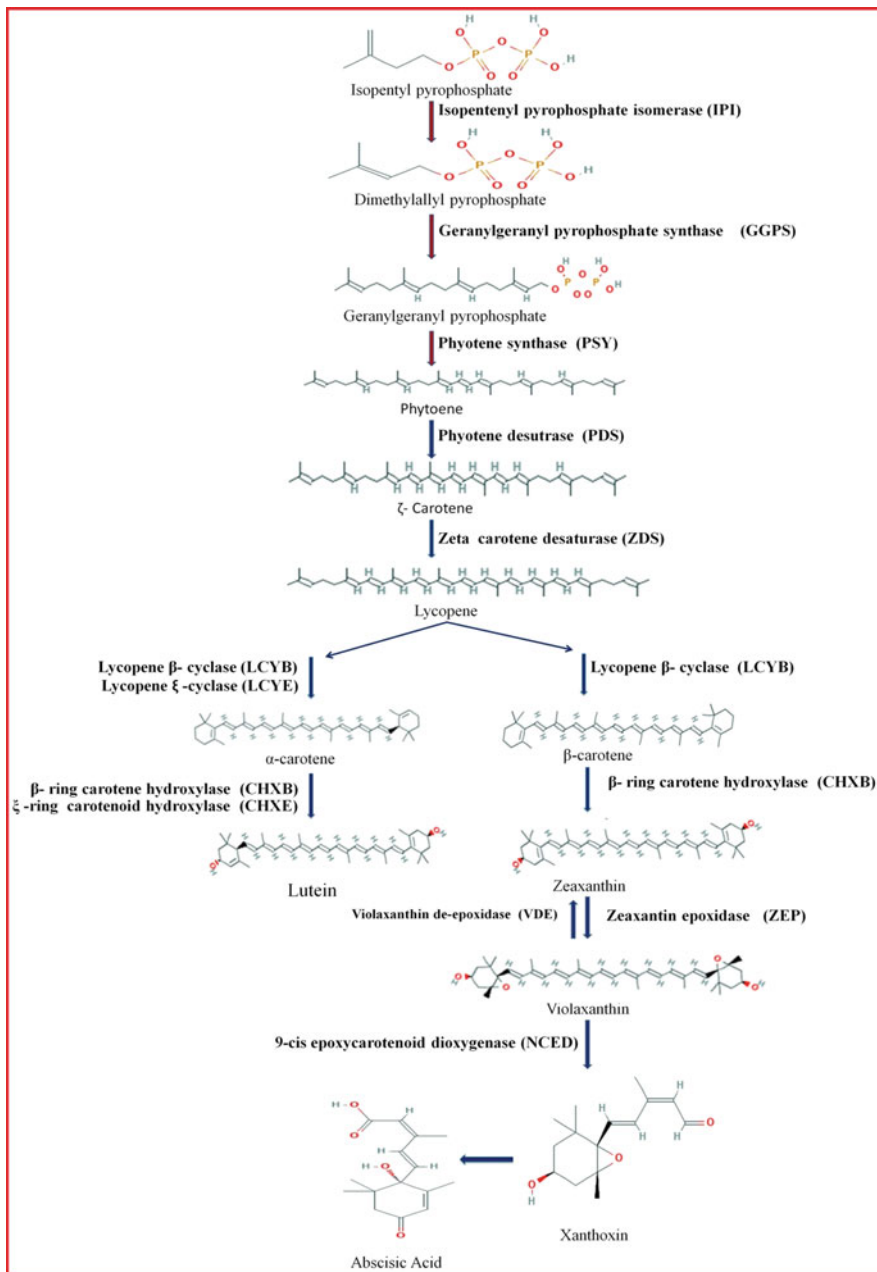 Isopentyl pyrophosphate
Isopentenyl pyrophosphate isomerase (IPI)
Dimethylallyl pyrophosphate
Geranylgeranyl pyrophosphate synthase (GGPS)
Geranylgeranyl pyrophosphate
Phyotene synthase (PSY)
Phytoene
Phyotene desutrase (PDS)
ζ- Carotene
Zeta carotene desaturase (ZDS)
Lycopene
Lycopene β- cyclase (LCYB)
Lycopene ξ -cyclase (LCYE)
Lycopene β- cyclase (LCYB)
α-carotene
β-carotene
β- ring carotene hydroxylase (CHXB)
ξ -ring carotenoid hydroxylase (CHXE)
β- ring carotene hydroxylase (CHXB)
Lutein
Zeaxanthin
Violaxanthin de-epoxidase (VDE)
Zeaxantin epoxidase (ZEP)
Violaxanthin
9-cis epoxycarotenoid dioxygenase (NCED)
Xanthoxin
Abscisic Acid